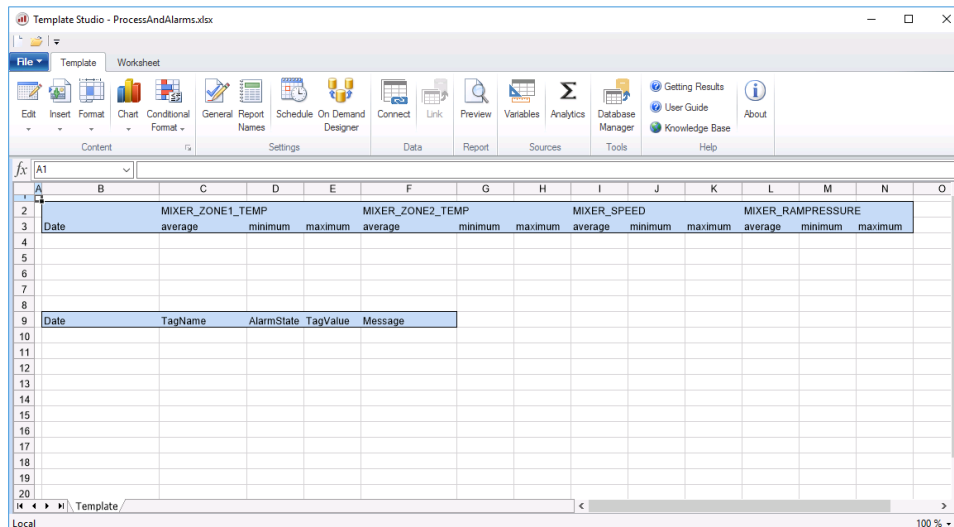 Template Studio - ProcessAndAlarms.xlsx
File Template Worksheet
Edit Insert Format Chart Conditional Format General Report Names Schedule On Demand Designer Connect Link Preview Variables Analytics Database Manager Getting Results About
User Guide
Knowledge Base
Content Settings Data Report Sources Tools Help
fx A1
A B C D E F G H I J K L M N O
1
2 MIXER_ZONE1_TEMP MIXER_ZONE2_TEMP MIXER_SPEED MIXER_RAMPRESSURE
3 Date average minimum maximum average minimum maximum average minimum maximum average minimum maximum
4
5
6
7
8
9 Date TagName AlarmState TagValue Message
10
11
12
13
14
15
16
17
18
19
20
Template
Local 100 %